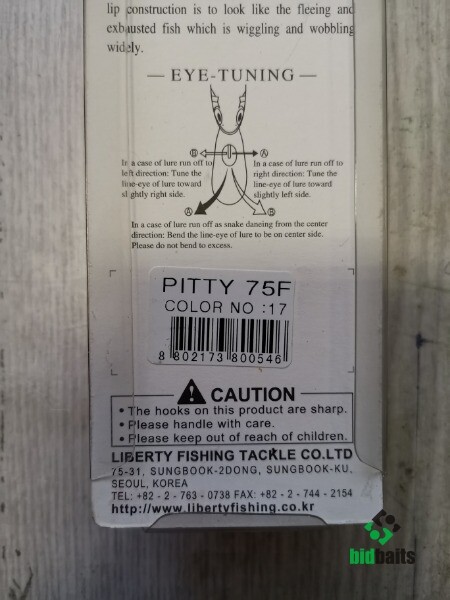 lip construction is to look like the fleeing and
exhausted fish which is wiggling and wobbling
widely.
— EYE-TUNING —
Ⓑ Ⓐ
In a case of lure run off to
left direction: Tune the
line-eye of lure toward
slightly right side.
In a case of lure run off to
right direction: Tune the
line-eye of lure toward
slightly left side.
Ⓐ Ⓑ
In a case of lure run off as snake dancing from the center
direction: Bend the line-eye of lure to be on center side.
Please do not bend to excess.
PITTY 75F
COLOR NO :17
8 802173 800546
CAUTION
• The hooks on this product are sharp.
• Please handle with care.
• Please keep out of reach of children.
LIBERTY FISHING TACKLE CO.LTD
75-31, SUNGBOOK-2DONG, SUNGBOOK-KU,
SEOUL, KOREA
TEL: +82 - 2 - 763 - 0738 FAX: +82 - 2 - 744 - 2154
http://www.libertyfishing.co.kr
bidbaits